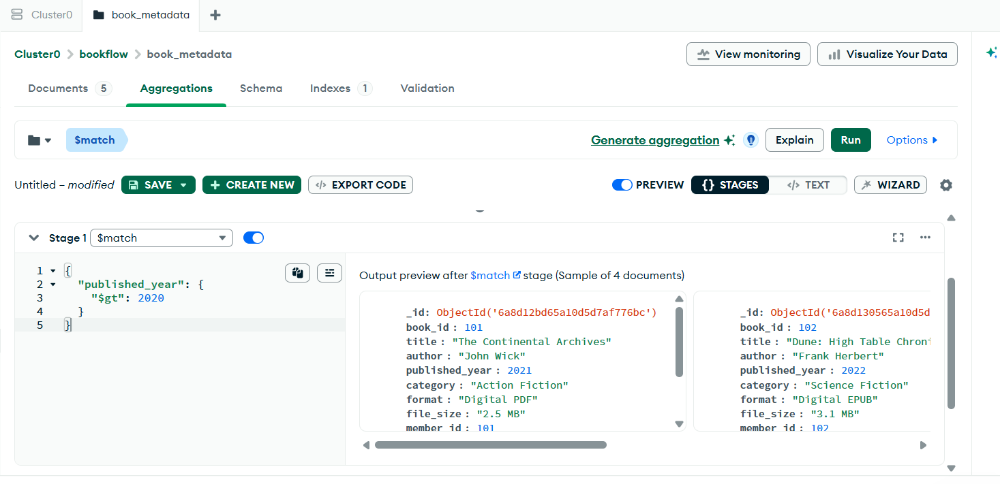 Cluster0 book_metadata
Cluster0 bookflow book_metadata View monitoring Visualize Your Data
Documents 5 Aggregations Schema Indexes 1 Validation
$match Generate aggregation Explain Run Options
Untitled – modified SAVE CREATE NEW </> EXPORT CODE PREVIEW {} STAGES </> TEXT WIZARD
Stage 1 $match
Output preview after $match stage (Sample of 4 documents)
1 {
2 "published_year": {
3 "$gt": 2020
4 }
5 }
_id: ObjectId('6a8d12bd65a10d5d7af776bc')
book_id : 101
title : "The Continental Archives"
author : "John Wick"
published_year : 2021
category : "Action Fiction"
format : "Digital PDF"
file_size : "2.5 MB"
member_id : 101
_id: ObjectId('6a8d130565a10d5d
book_id : 102
title : "Dune: High Table Chroni
author : "Frank Herbert"
published_year : 2022
category : "Science Fiction"
format : "Digital EPUB"
file_size : "3.1 MB"
member_id : 102